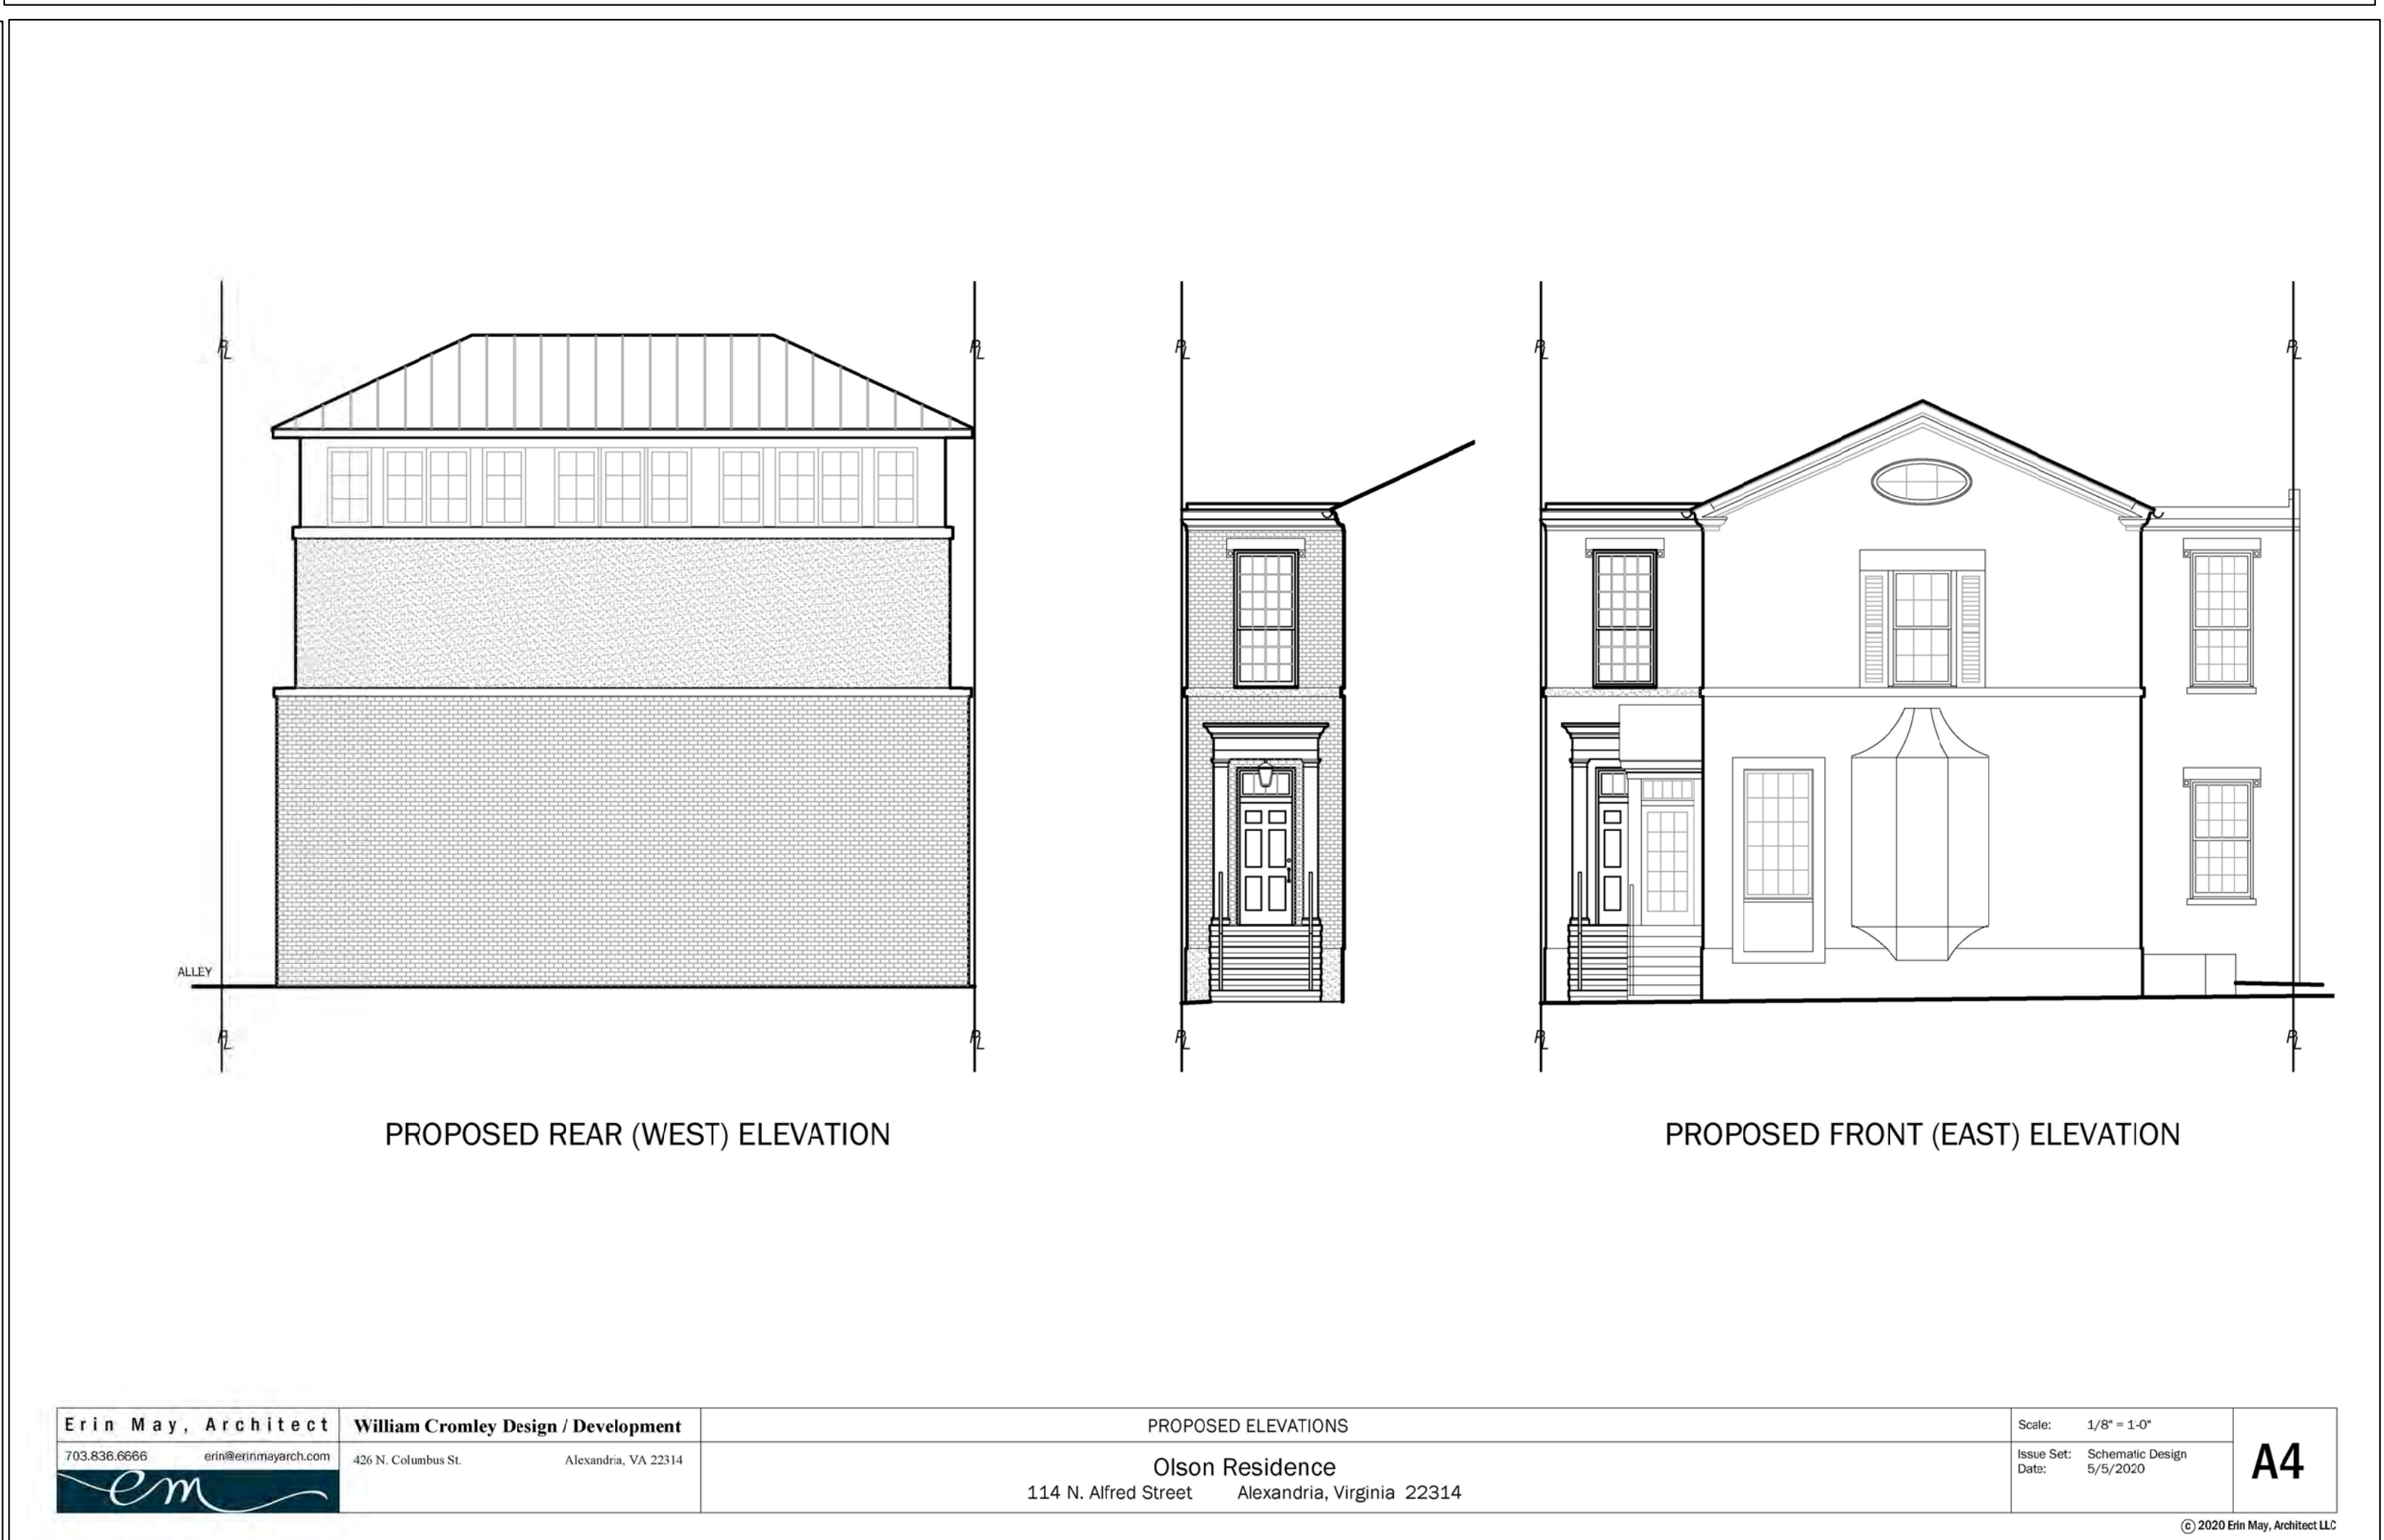 PL
PL
PL
PL
PL
ALLEY
PL
PL
PL
PL
PL
PROPOSED REAR (WEST) ELEVATION
PROPOSED FRONT (EAST) ELEVATION
Erin May, Architect
703.836.6666 erin@erinmayarch.com
em
William Cromley Design / Development
426 N. Columbus St. Alexandria, VA 22314
PROPOSED ELEVATIONS
Olson Residence
114 N. Alfred Street Alexandria, Virginia 22314
Scale: 1/8" = 1-0"
Issue Set: Schematic Design
Date: 5/5/2020
A4
© 2020 Erin May, Architect LLC